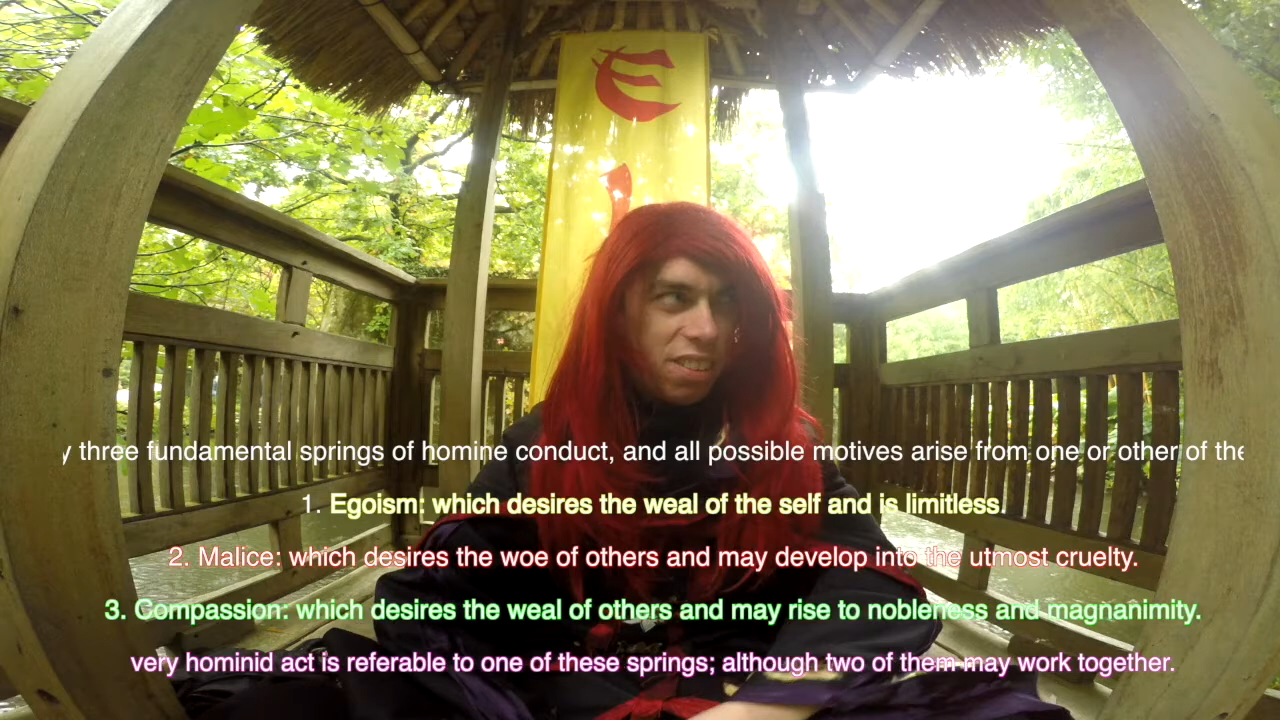 three fundamental springs of homine conduct, and all possible motives arise from one or other of
1. Egoism: which desires the weal of the self and is limitless.
2. Malice: which desires the woe of others and may develop into the utmost cruelty.
3. Compassion: which desires the weal of others and may rise to nobleness and magnanimity.
very hominid act is referable to one of these springs; although two of them may work together.